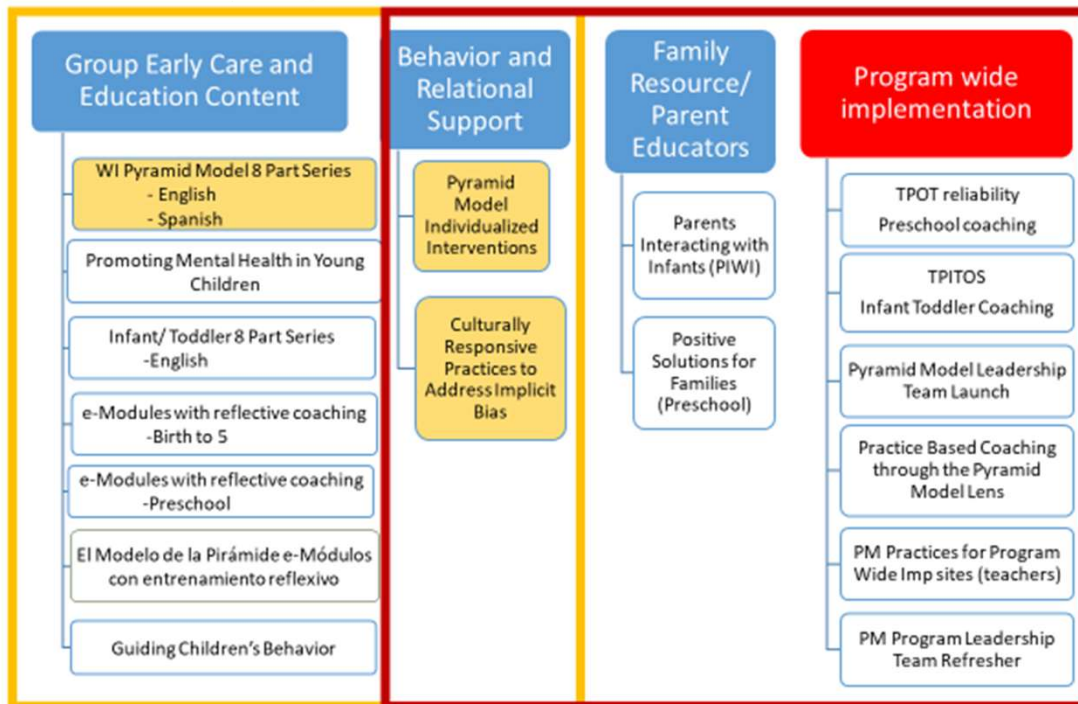 Group Early Care and
Education Content
WI Pyramid Model 8 Part Series
- English
- Spanish
Promoting Mental Health in Young
Children
Infant/ Toddler 8 Part Series
-English
e-Modules with reflective coaching
-Birth to 5
e-Modules with reflective coaching
-Preschool
El Modelo de la Pirámide e-Módulos
con entrenamiento reflexivo
Guiding Children's Behavior
Behavior and
Relational
Support
Pyramid
Model
Individualized
Interventions
Culturally
Responsive
Practices to
Address Implicit
Bias
Family
Resource/
Parent
Educators
Parents
Interacting with
Infants (PIWI)
Positive
Solutions for
Families
(Preschool)
Program wide
implementation
TPOT reliability
Preschool coaching
TPITOS
Infant Toddler Coaching
Pyramid Model Leadership
Team Launch
Practice Based Coaching
through the Pyramid
Model Lens
PM Practices for Program
Wide Imp sites (teachers)
PM Program Leadership
Team Refresher